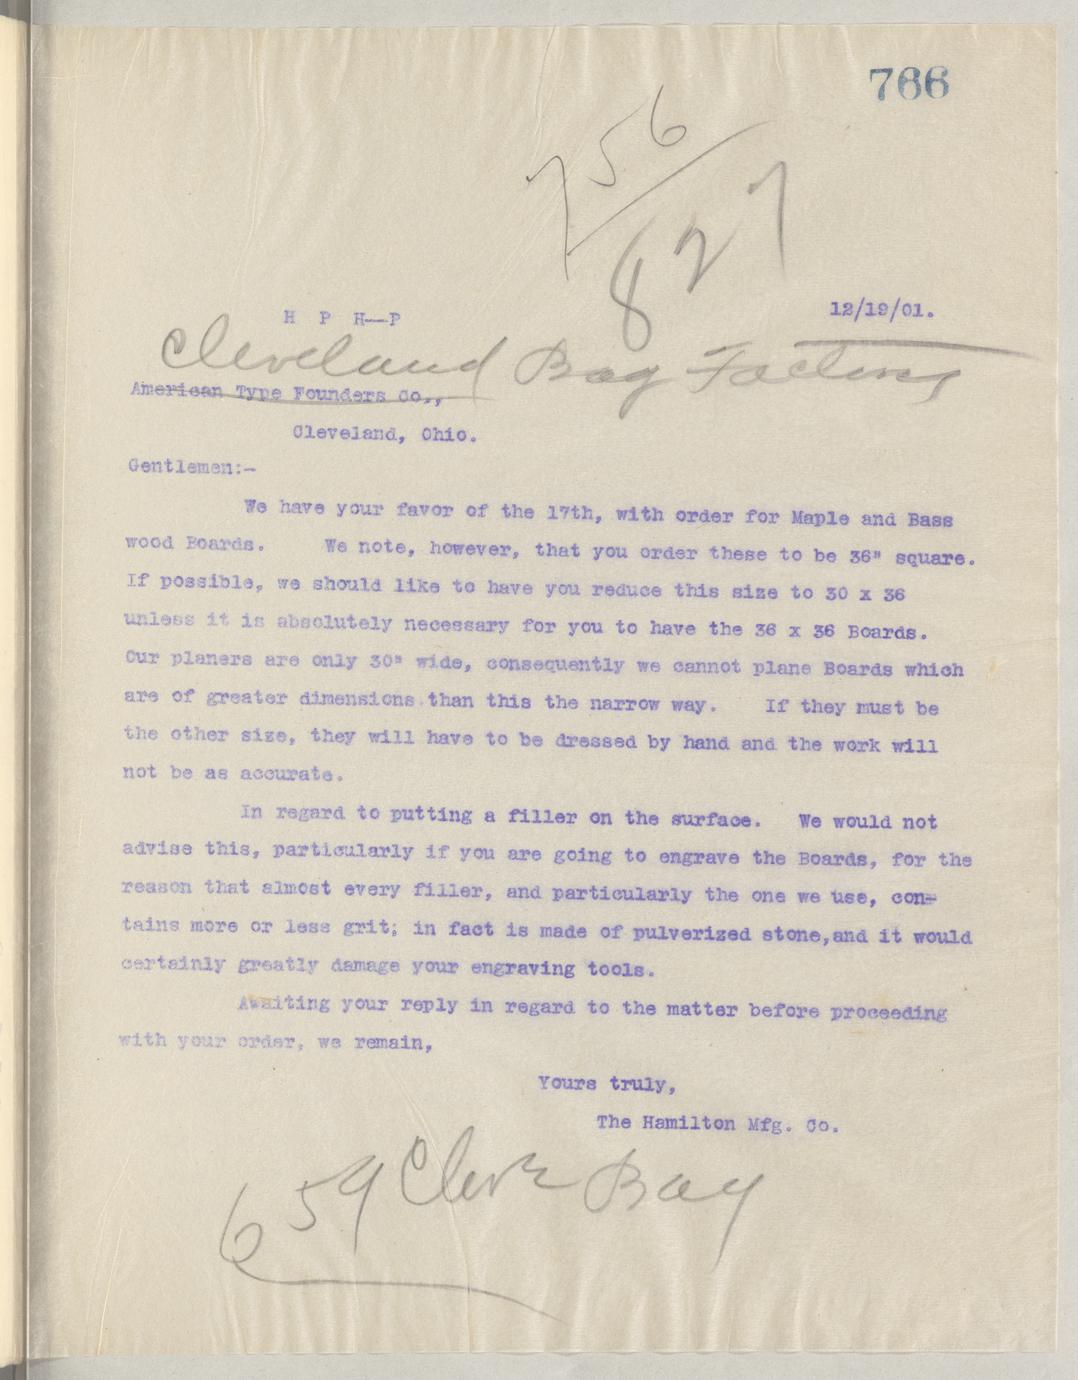 766
756/
827
H P H—P
12/19/01.
Cleveland Bag Factory
American Type Founders Co.,
Cleveland, Ohio.
Gentlemen:-
We have your favor of the 17th, with order for Maple and Bass
wood Boards. We note, however, that you order these to be 36" square.
If possible, we should like to have you reduce this size to 30 x 36
unless it is absolutely necessary for you to have the 36 x 36 Boards.
Our planers are only 30" wide, consequently we cannot plane Boards which
are of greater dimensions than this the narrow way. If they must be
the other size, they will have to be dressed by hand and the work will
not be as accurate.
In regard to putting a filler on the surface. We would not
advise this, particularly if you are going to engrave the Boards, for the
reason that almost every filler, and particularly the one we use, con-
tains more or less grit; in fact is made of pulverized stone,and it would
certainly greatly damage your engraving tools.
Awaiting your reply in regard to the matter before proceeding
with your order, we remain,
Yours truly,
The Hamilton Mfg. Co.
659 Cleve Bag